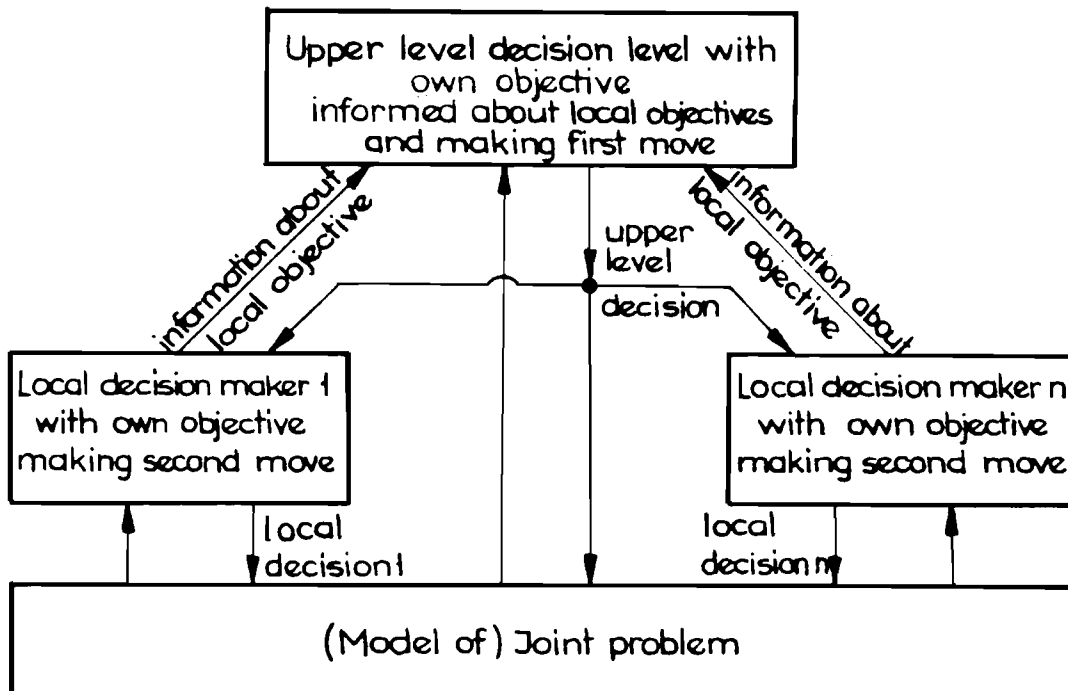 Upper level decision level with
own objective
informed about local objectives
and making first move
information about
local objective
upper
level
decision
information about
local objective
Local decision maker 1
with own objective
making second move
Local decision maker n
with own objective
making second move
local
decision 1
local
decision n
(Model of) Joint problem